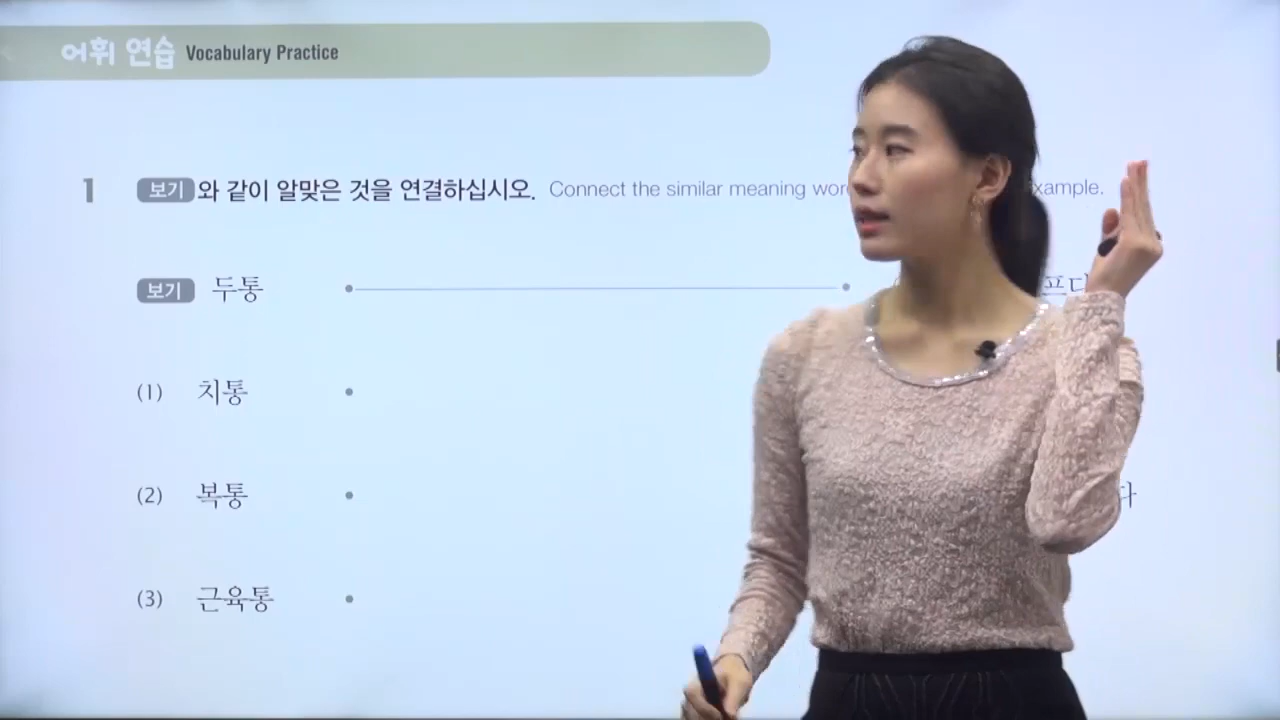 어휘 연습 Vocabulary Practice
1 보기 와 같이 알맞은 것을 연결하십시오. Connect the similar meaning
보기 두통
(1) 치통
(2) 복통
(3) 근육통